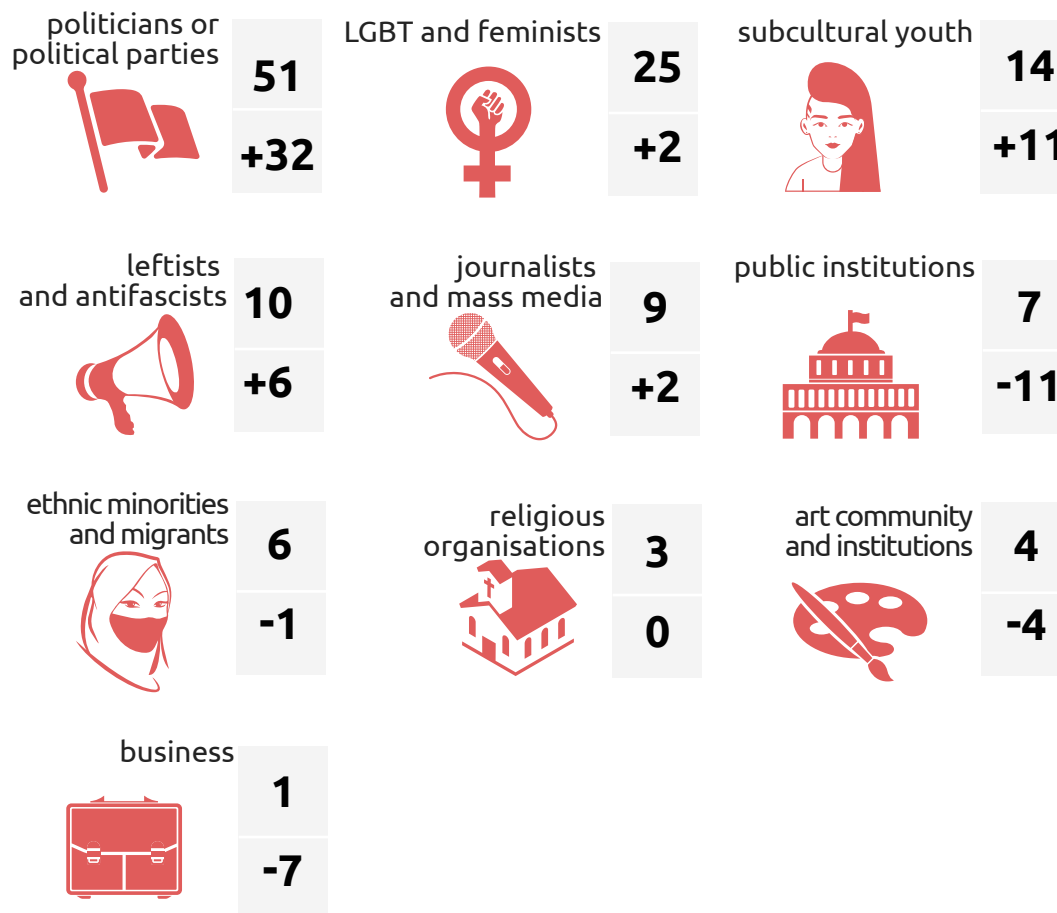 politicians or
political parties
51
+32
LGBT and feminists
25
+2
subcultural youth
14
+11
leftists
and antifascists
10
+6
journalists
and mass media
9
+2
public institutions
7
-11
ethnic minorities
and migrants
6
-1
religious
organisations
3
0
art community
and institutions
4
-4
business
1
-7